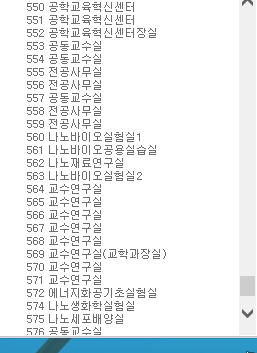 550 공학교육혁신센터
551 공학교육혁신센터
552 공학교육혁신센터장실
553 공동교수실
554 공동교수실
555 전공사무실
556 전공사무실
557 공동교수실
558 전공사무실
559 전공사무실
560 나노바이오실험실1
561 나노바이오공용실습실
562 나노재료연구실
563 나노바이오실험실2
564 교수연구실
565 교수연구실
566 교수연구실
567 교수연구실
568 교수연구실
569 교수연구실(교학과장실)
570 교수연구실
571 교수연구실
572 에너지화공기초실험실
574 나노생화학실험실
575 나노세포배양실
576 공동교수실